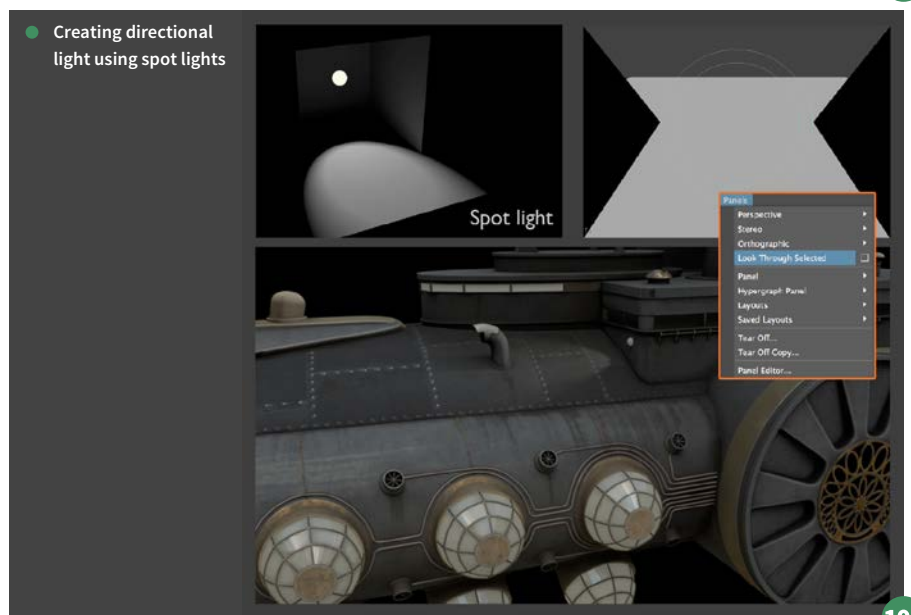 Creating directional
light using spot lights
Spot light
Panels
Perspective
Stereo
Orthographic
Look Through Selected
Panel
Hypergraph Panel
Layouts
Saved Layouts
Tear Off...
Tear Off Copy...
Panel Editor...